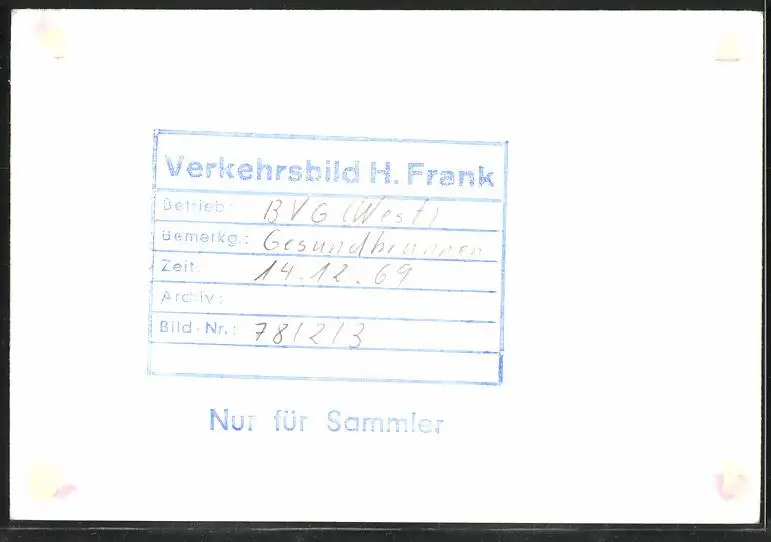 Verkehrsbild H. Frank
Betrieb: BVG (West)
Bemerkg.: Gesundbrunnen
Zeit: 14.12.69
Archiv:
Bild-Nr.: 781213
Nur für Sammler